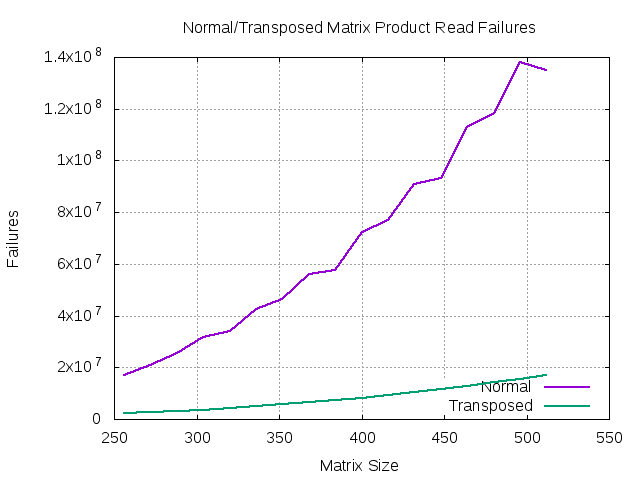 Normal/Transposed Matrix Product Read Failures
1.4x10^8
1.2x10^8
1x10^8
8x10^7
6x10^7
4x10^7
2x10^7
0
Failures
Normal
Transposed
250 300 350 400 450 500 550
Matrix Size